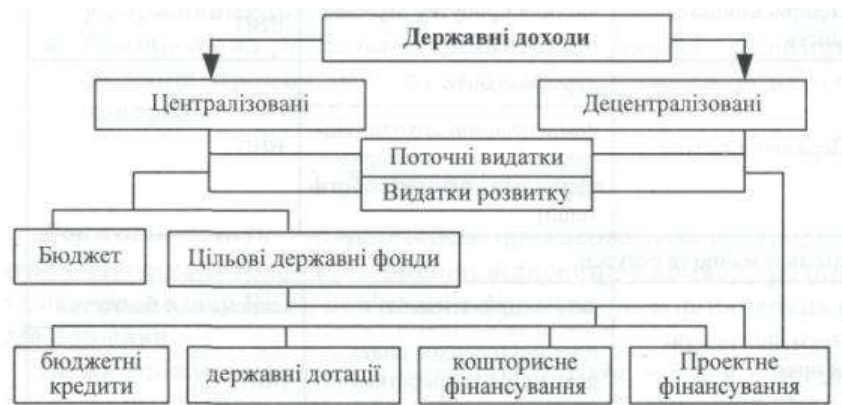 Державні доходи
Централізовані
Децентралізовані
Поточні видатки
Видатки розвитку
Бюджет
Цільові державні фонди
бюджетні
кредити
державні дотації
кошторисне
фінансування
Проектне
фінансування